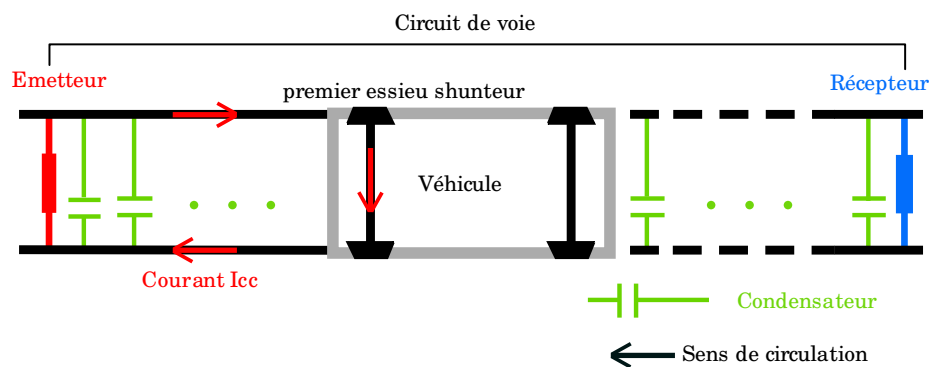 Circuit de voie
Emetteur
Récepteur
premier essieu shunteur
Véhicule
Courant Icc
Condensateur
Sens de circulation